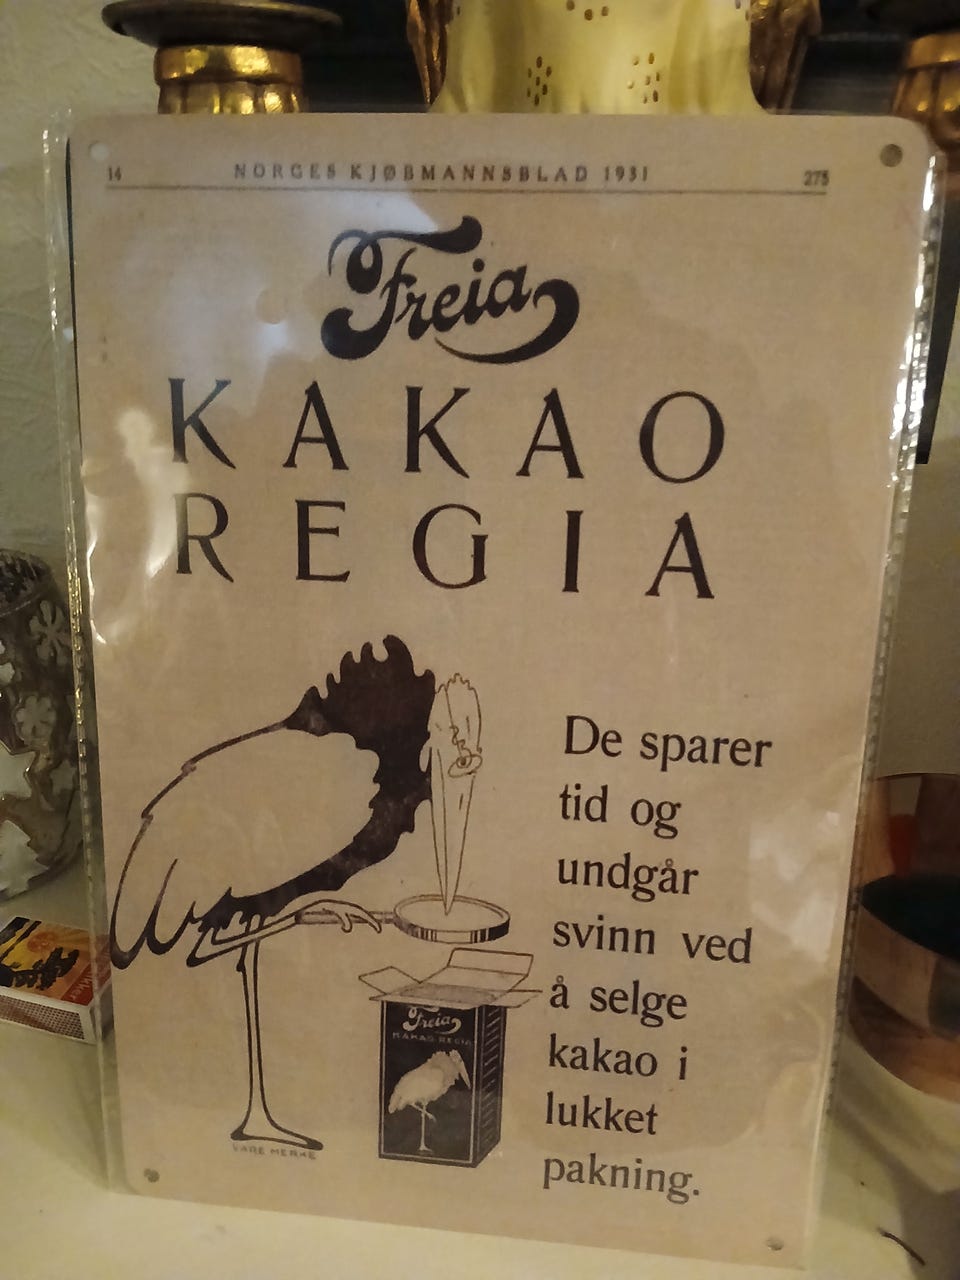 14 NORGES KJØBMANNSBLAD 1931 275
Freia
KAKAO
REGIA
De sparer
tid og
undgår
svinn ved
å selge
kakao i
lukket
pakning.
Freia
KAKAO REGIA
VARE MERKE